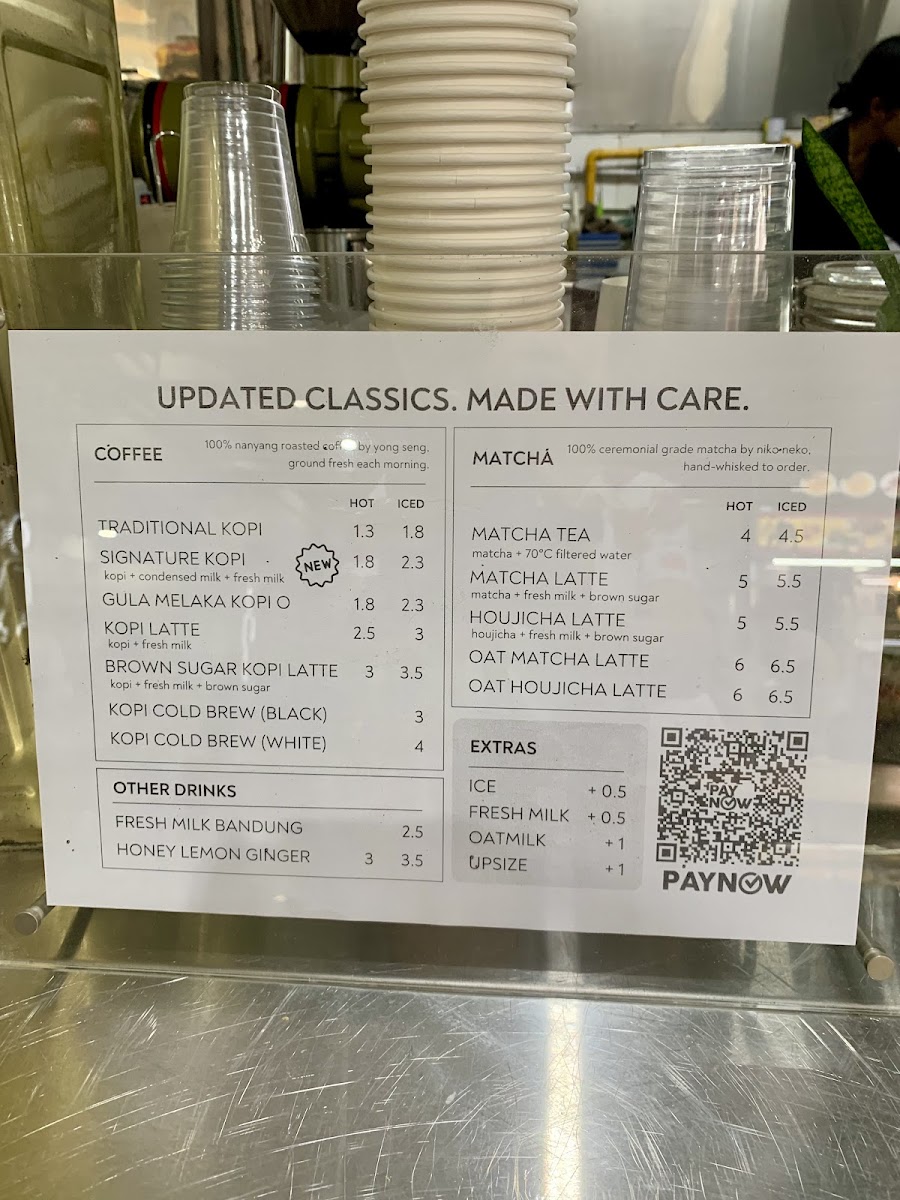 UPDATED CLASSICS. MADE WITH CARE.
COFFEE
100% nanyang roasted coffee by yong seng,
ground fresh each morning.
HOT ICED
TRADITIONAL KOPI 1.3 1.8
SIGNATURE KOPI NEW 1.8 2.3
kopi + condensed milk + fresh milk
GULA MELAKA KOPI O 1.8 2.3
KOPI LATTE 2.5 3
kopi + fresh milk
BROWN SUGAR KOPI LATTE 3 3.5
kopi + fresh milk + brown sugar
KOPI COLD BREW (BLACK) 3
KOPI COLD BREW (WHITE) 4
OTHER DRINKS
FRESH MILK BANDUNG 2.5
HONEY LEMON GINGER 3 3.5
MATCHA
100% ceremonial grade matcha by niko neko,
hand-whisked to order.
HOT ICED
MATCHA TEA 4 4.5
matcha + 70°C filtered water
MATCHA LATTE 5 5.5
matcha + fresh milk + brown sugar
HOUJICHA LATTE 5 5.5
houjicha + fresh milk + brown sugar
OAT MATCHA LATTE 6 6.5
OAT HOUJICHA LATTE 6 6.5
EXTRAS
ICE + 0.5
FRESH MILK + 0.5
OATMILK + 1
UPSIZE + 1
PAY
NOW
PAYNOW